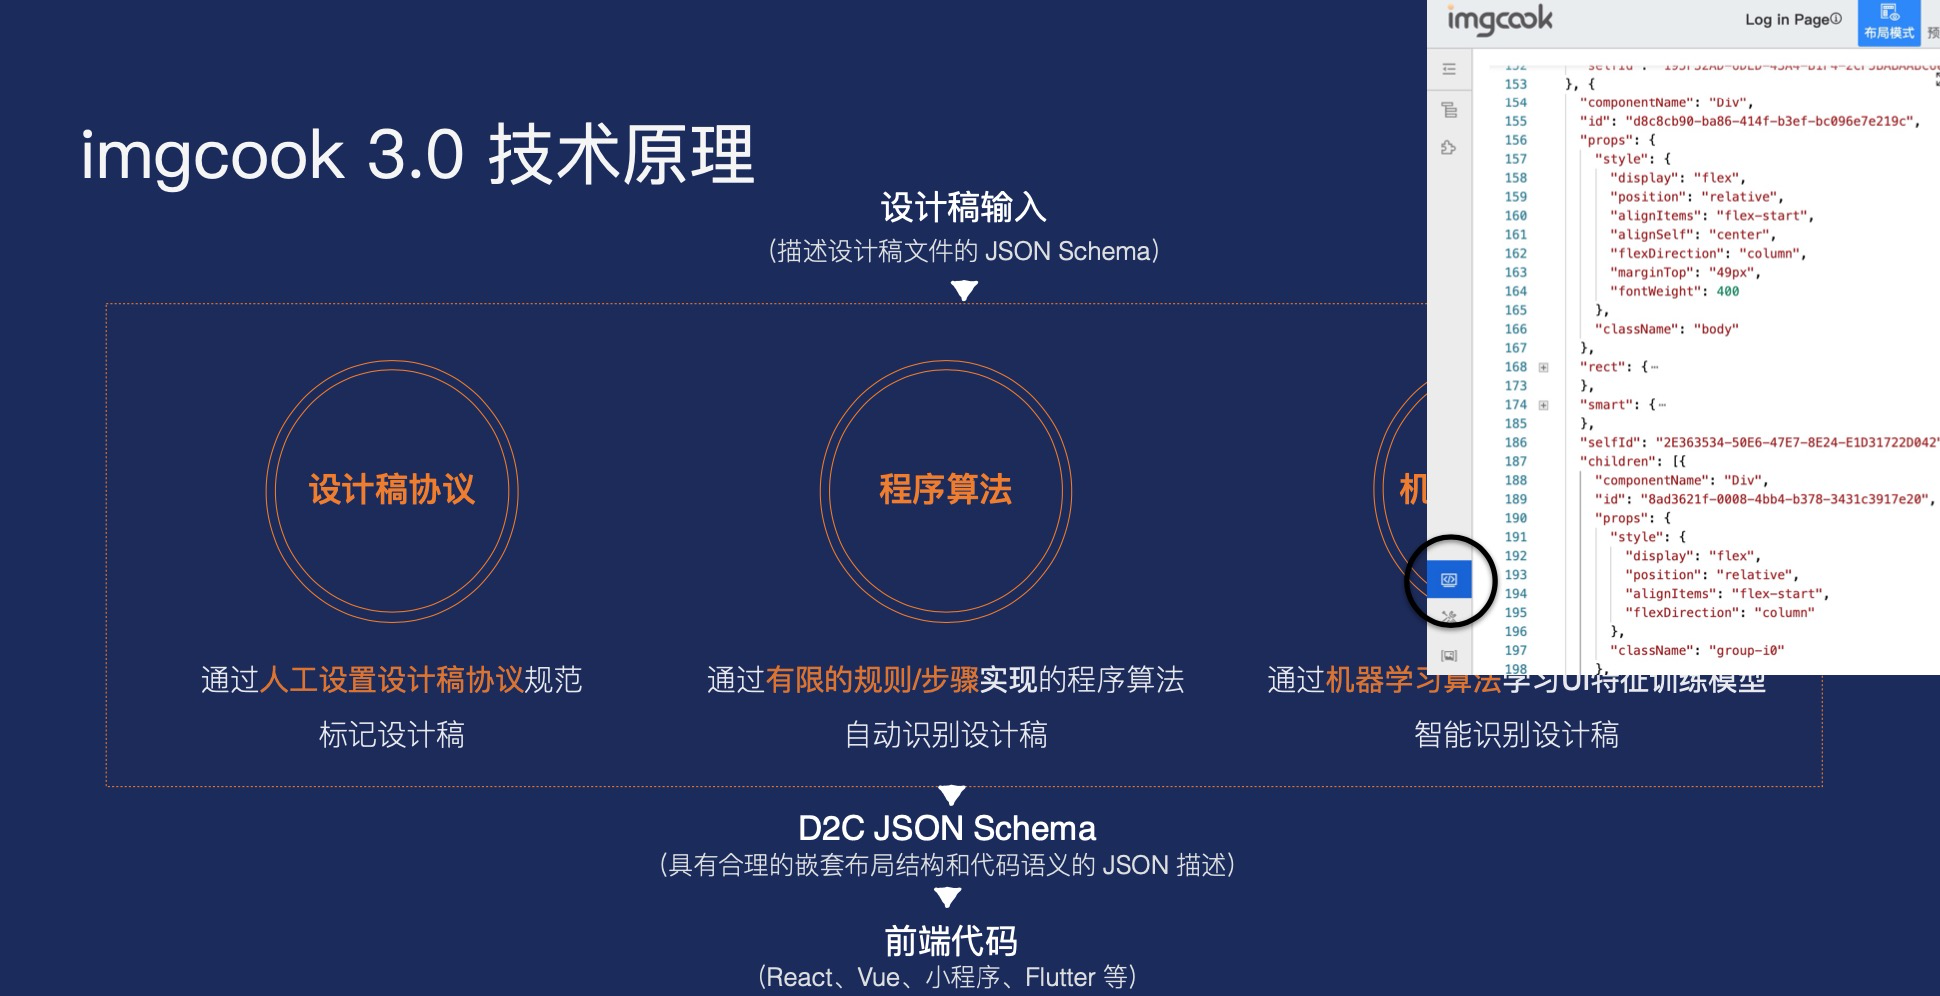 imgcook 3.0 技术原理
设计稿输入
(描述设计稿文件的 JSON Schema)
设计稿协议
程序算法
机
通过人工设置设计稿协议规范
标记设计稿
通过有限的规则/步骤实现的程序算法
自动识别设计稿
通过机器学习算法学习UI特征训练模型
智能识别设计稿
D2C JSON Schema
(具有合理的嵌套布局结构和代码语义的 JSON 描述)
前端代码
(React、Vue、小程序、Flutter 等)
imgcook
Log in Page
布局模式
预
153 }, {
154 "componentName": "Div",
155 "id": "d8c8cb90-ba86-414f-b3ef-bc096e7e219c",
156 "props": {
157 "style": {
158 "display": "flex",
159 "position": "relative",
160 "alignItems": "flex-start",
161 "alignSelf": "center",
162 "flexDirection": "column",
163 "marginTop": "49px",
164 "fontWeight": 400
165 },
166 "className": "body"
167 },
168 "rect": {…
173 },
174 "smart": {…
185 },
186 "selfId": "2E363534-50E6-47E7-8E24-E1D31722D042"
187 "children": [{
188 "componentName": "Div",
189 "id": "8ad3621f-0008-4bb4-b378-3431c3917e20",
190 "props": {
191 "style": {
192 "display": "flex",
193 "position": "relative",
194 "alignItems": "flex-start",
195 "flexDirection": "column"
196 },
197 "className": "group-i0"
198 },